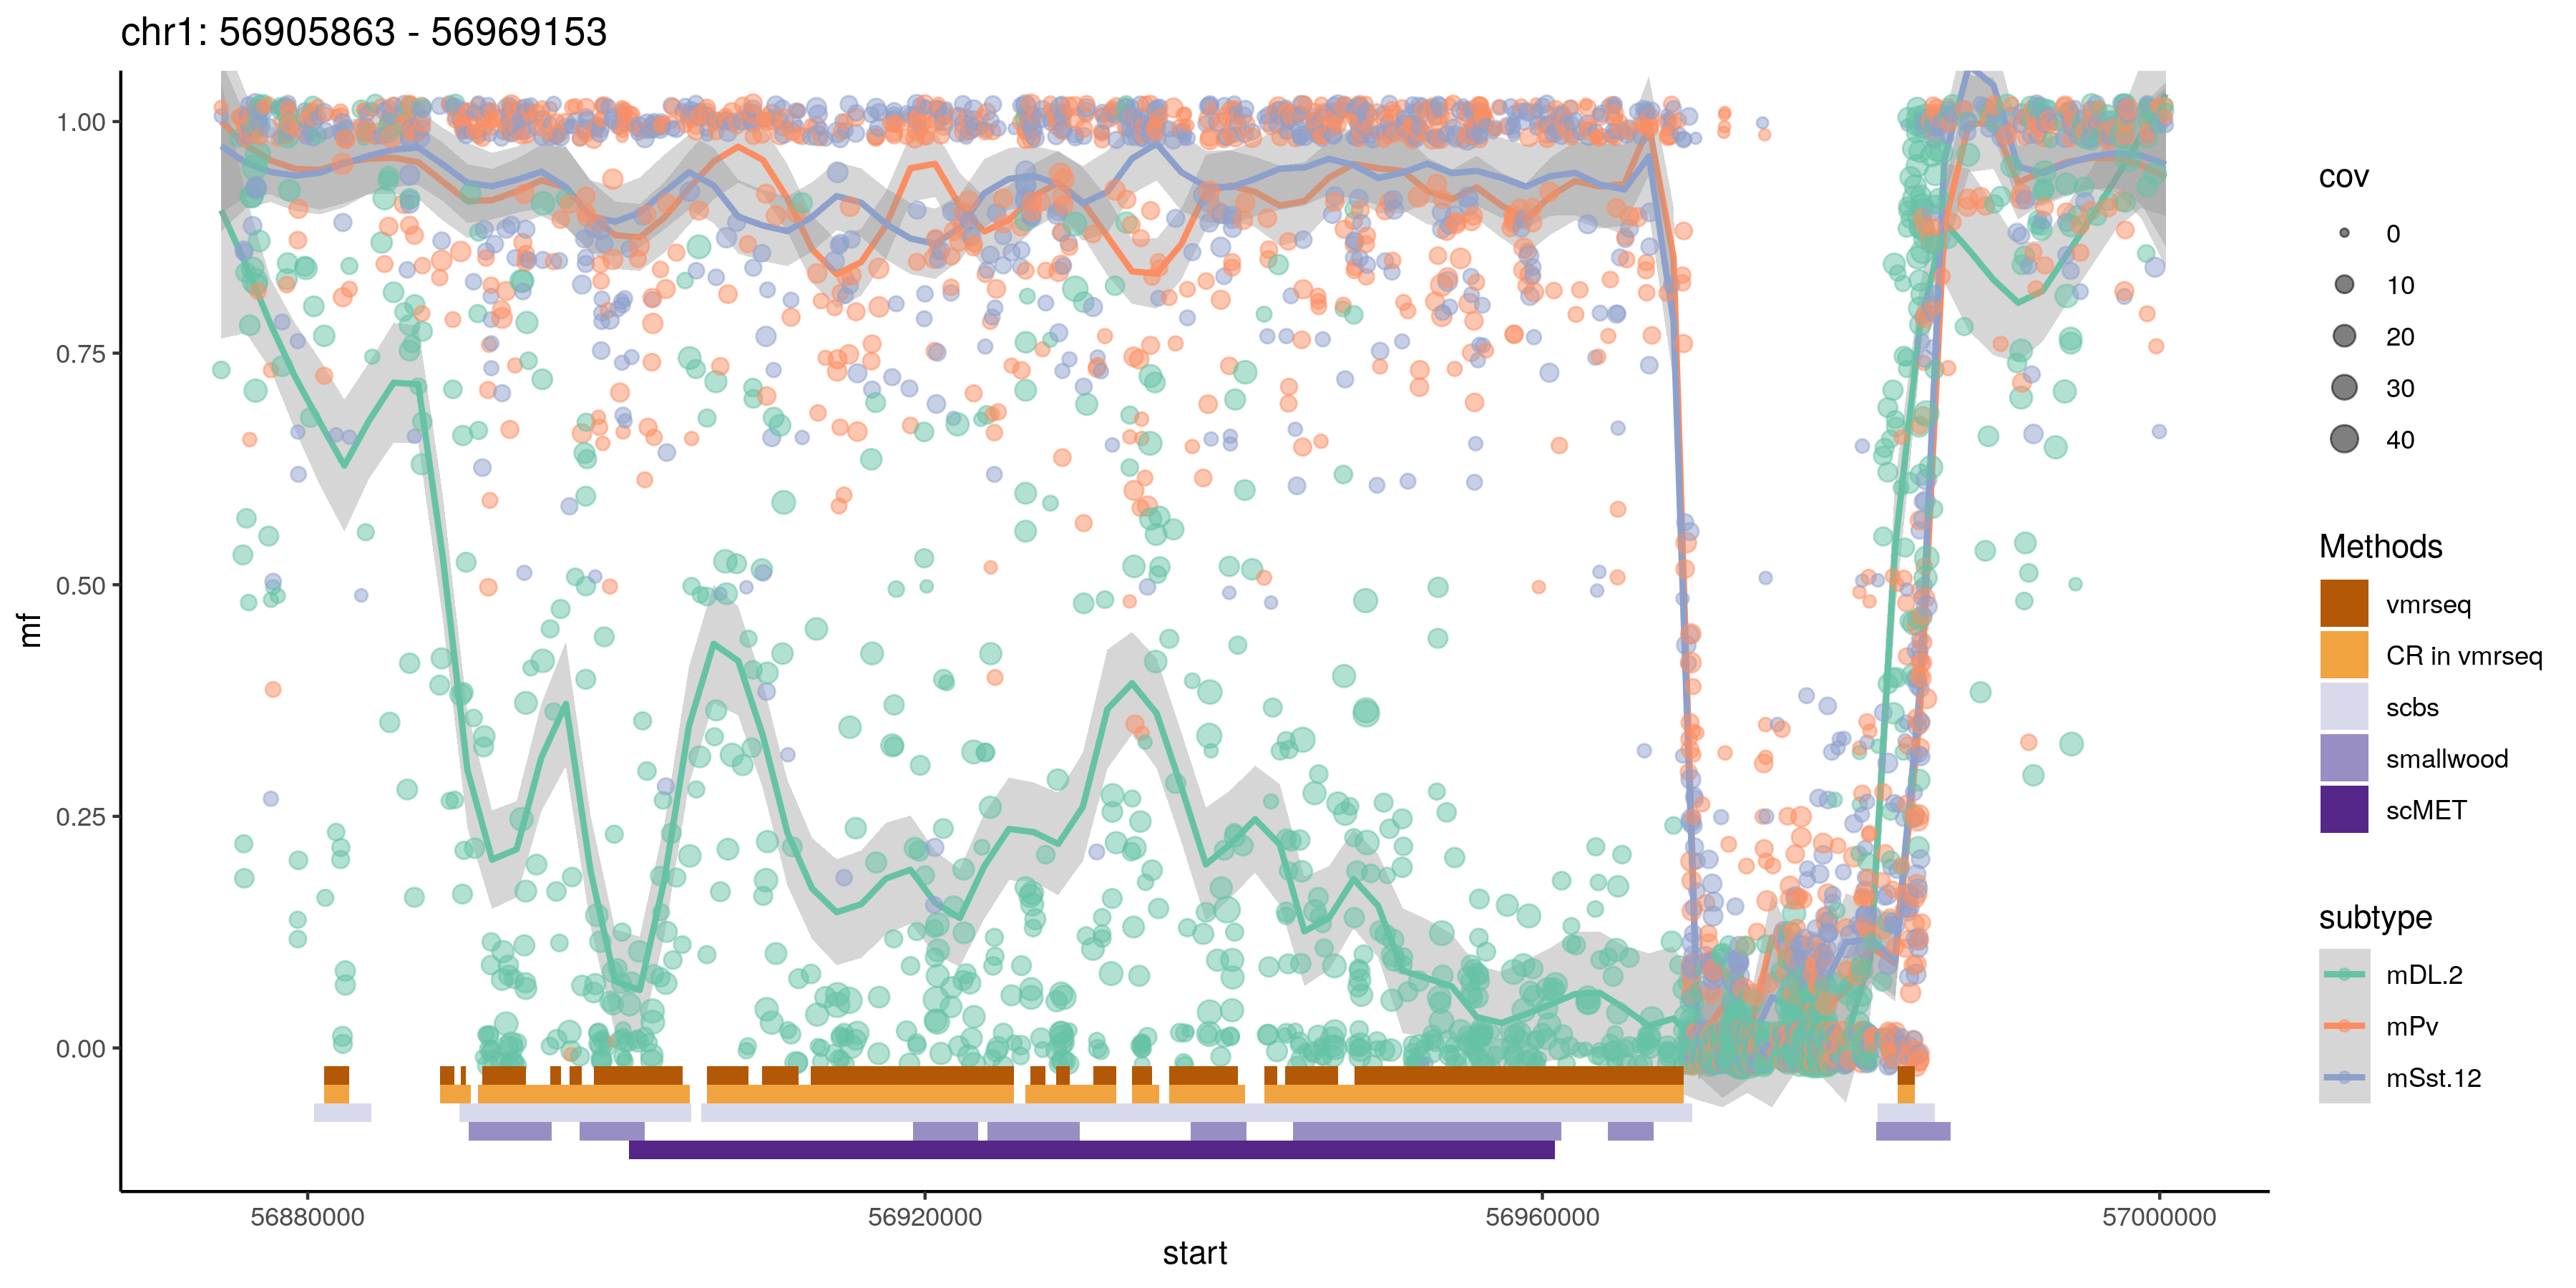 chr1: 56905863 - 56969153
1.00
0.75
0.50
0.25
0.00
mf
56880000
56920000
56960000
57000000
start
cov
0
10
20
30
40
Methods
vmrseq
CR in vmrseq
scbs
smallwood
scMET
subtype
mDL.2
mPv
mSst.12